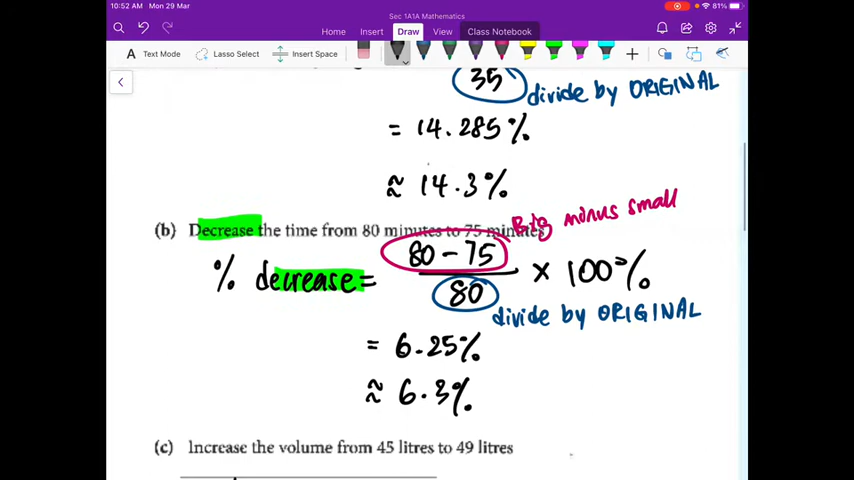 10:52 AM Mon 29 Mar
81%
Sec 1A1A Mathematics
Home Insert Draw View Class Notebook
A Text Mode Lasso Select Insert Space
35
divide by ORIGINAL
= 14.285%
≈ 14.3%
Big minus small
(b) Decrease the time from 80 minutes to 75 minutes
80 - 75
% decrease = × 100%
80
divide by ORIGINAL
= 6.25%
≈ 6.3%
(c) Increase the volume from 45 litres to 49 litres